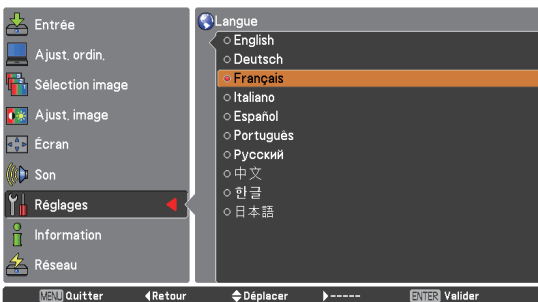 Entrée
Ajust. ordin.
Sélection image
Ajust. image
Écran
Son
Réglages
Information
Réseau
Langue
English
Deutsch
Français
Italiano
Español
Português
Русский
中文
한글
日本語
MENU Quitter
Retour
Déplacer
-----
ENTER Valider